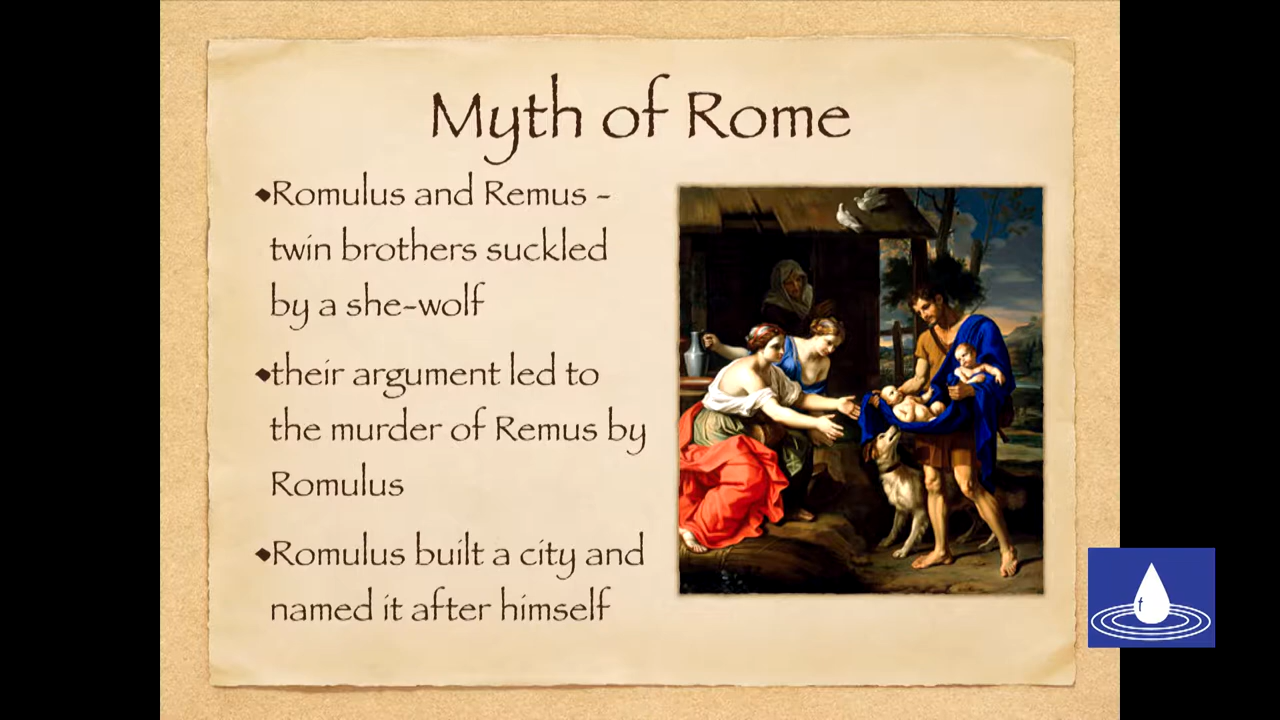 Myth of Rome
•Romulus and Remus -
twin brothers suckled
by a she-wolf
•their argument led to
the murder of Remus by
Romulus
•Romulus built a city and
named it after himself
t